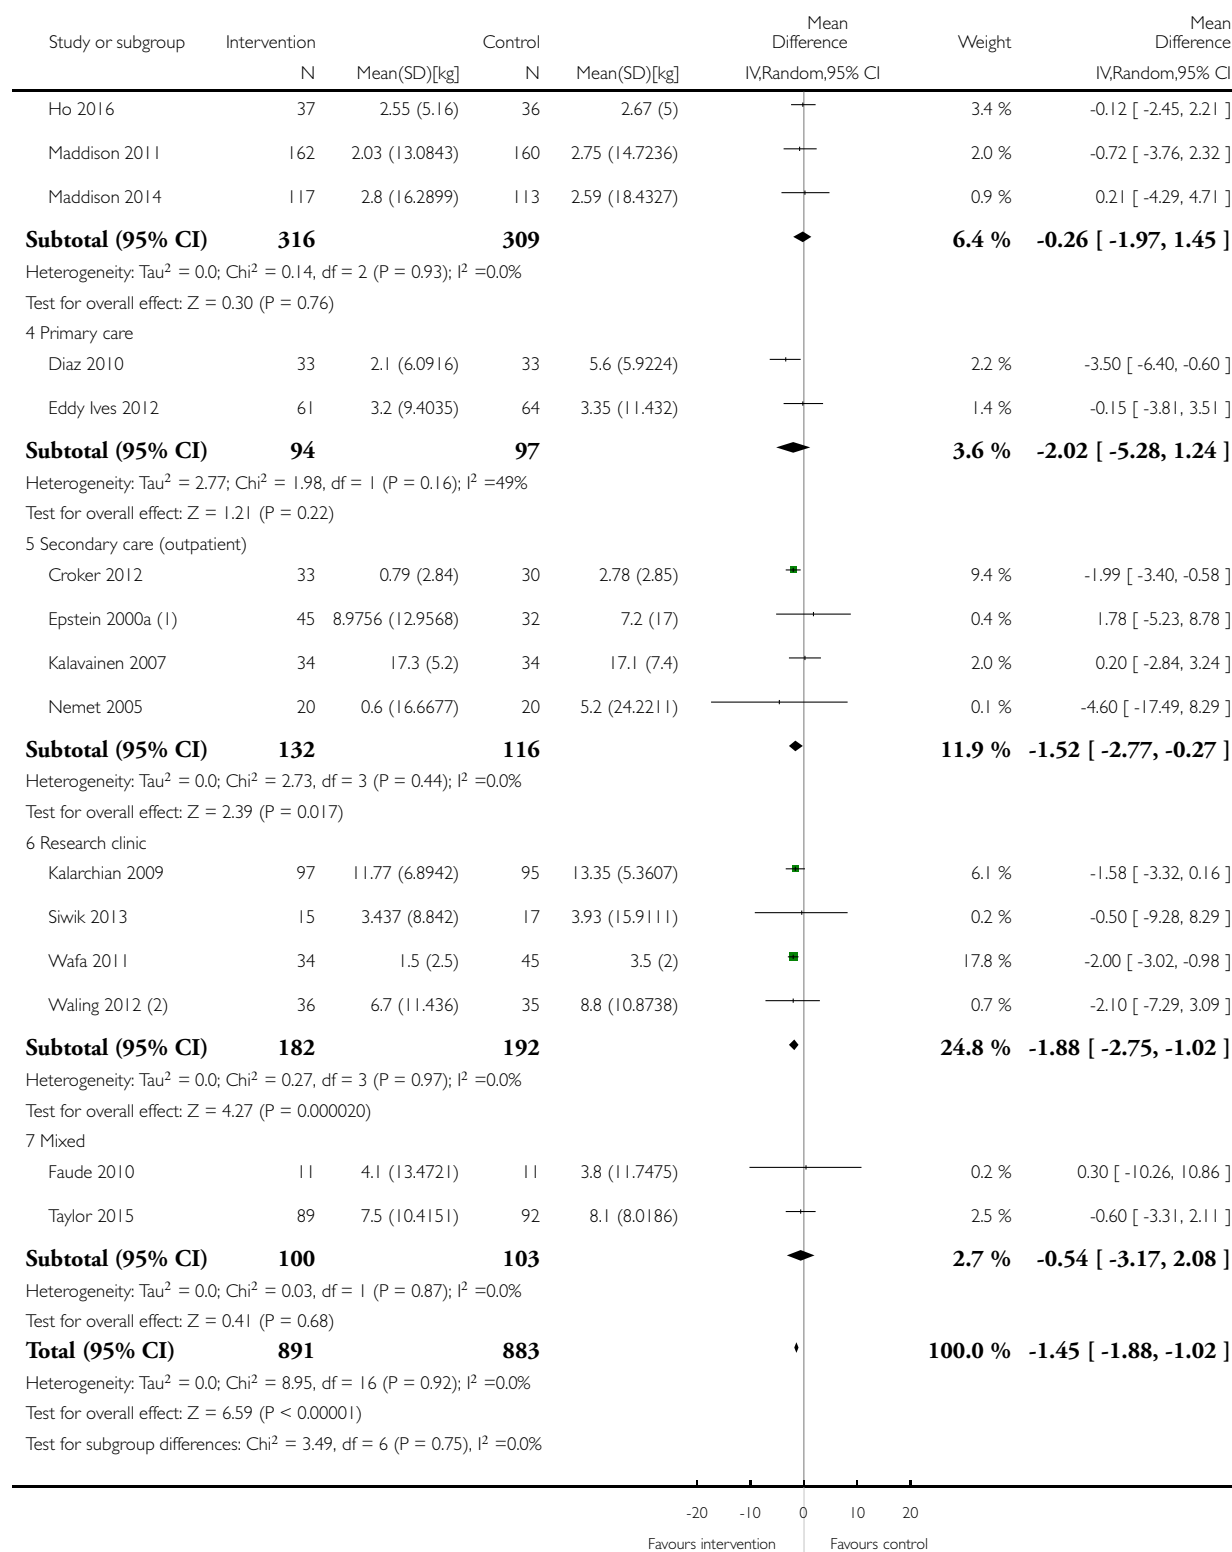 Study or subgroup Intervention Control Mean Difference Weight Mean Difference
N Mean(SD)[kg] N Mean(SD)[kg] IV,Random,95% CI IV,Random,95% CI
Ho 2016 37 2.55 (5.16) 36 2.67 (5) 3.4 % -0.12 [ -2.45, 2.21 ]
Maddison 2011 162 2.03 (13.0843) 160 2.75 (14.7236) 2.0 % -0.72 [ -3.76, 2.32 ]
Maddison 2014 117 2.8 (16.2899) 113 2.59 (18.4327) 0.9 % 0.21 [ -4.29, 4.71 ]
Subtotal (95% CI) 316 309 6.4 % -0.26 [ -1.97, 1.45 ]
Heterogeneity: Tau² = 0.0; Chi² = 0.14, df = 2 (P = 0.93); I² =0.0%
Test for overall effect: Z = 0.30 (P = 0.76)
4 Primary care
Diaz 2010 33 2.1 (6.0916) 33 5.6 (5.9224) 2.2 % -3.50 [ -6.40, -0.60 ]
Eddy Ives 2012 61 3.2 (9.4035) 64 3.35 (11.432) 1.4 % -0.15 [ -3.81, 3.51 ]
Subtotal (95% CI) 94 97 3.6 % -2.02 [ -5.28, 1.24 ]
Heterogeneity: Tau² = 2.77; Chi² = 1.98, df = 1 (P = 0.16); I² =49%
Test for overall effect: Z = 1.21 (P = 0.22)
5 Secondary care (outpatient)
Croker 2012 33 0.79 (2.84) 30 2.78 (2.85) 9.4 % -1.99 [ -3.40, -0.58 ]
Epstein 2000a (1) 45 8.9756 (12.9568) 32 7.2 (17) 0.4 % 1.78 [ -5.23, 8.78 ]
Kalavainen 2007 34 17.3 (5.2) 34 17.1 (7.4) 2.0 % 0.20 [ -2.84, 3.24 ]
Nemet 2005 20 0.6 (16.6677) 20 5.2 (24.2211) 0.1 % -4.60 [ -17.49, 8.29 ]
Subtotal (95% CI) 132 116 11.9 % -1.52 [ -2.77, -0.27 ]
Heterogeneity: Tau² = 0.0; Chi² = 2.73, df = 3 (P = 0.44); I² =0.0%
Test for overall effect: Z = 2.39 (P = 0.017)
6 Research clinic
Kalarchian 2009 97 11.77 (6.8942) 95 13.35 (5.3607) 6.1 % -1.58 [ -3.32, 0.16 ]
Siwik 2013 15 3.437 (8.842) 17 3.93 (15.9111) 0.2 % -0.50 [ -9.28, 8.29 ]
Wafa 2011 34 1.5 (2.5) 45 3.5 (2) 17.8 % -2.00 [ -3.02, -0.98 ]
Waling 2012 (2) 36 6.7 (11.436) 35 8.8 (10.8738) 0.7 % -2.10 [ -7.29, 3.09 ]
Subtotal (95% CI) 182 192 24.8 % -1.88 [ -2.75, -1.02 ]
Heterogeneity: Tau² = 0.0; Chi² = 0.27, df = 3 (P = 0.97); I² =0.0%
Test for overall effect: Z = 4.27 (P = 0.000020)
7 Mixed
Faude 2010 11 4.1 (13.4721) 11 3.8 (11.7475) 0.2 % 0.30 [ -10.26, 10.86 ]
Taylor 2015 89 7.5 (10.4151) 92 8.1 (8.0186) 2.5 % -0.60 [ -3.31, 2.11 ]
Subtotal (95% CI) 100 103 2.7 % -0.54 [ -3.17, 2.08 ]
Heterogeneity: Tau² = 0.0; Chi² = 0.03, df = 1 (P = 0.87); I² =0.0%
Test for overall effect: Z = 0.41 (P = 0.68)
Total (95% CI) 891 883 100.0 % -1.45 [ -1.88, -1.02 ]
Heterogeneity: Tau² = 0.0; Chi² = 8.95, df = 16 (P = 0.92); I² =0.0%
Test for overall effect: Z = 6.59 (P < 0.00001)
Test for subgroup differences: Chi² = 3.49, df = 6 (P = 0.75), I² =0.0%
-20 -10 0 10 20
Favours intervention Favours control